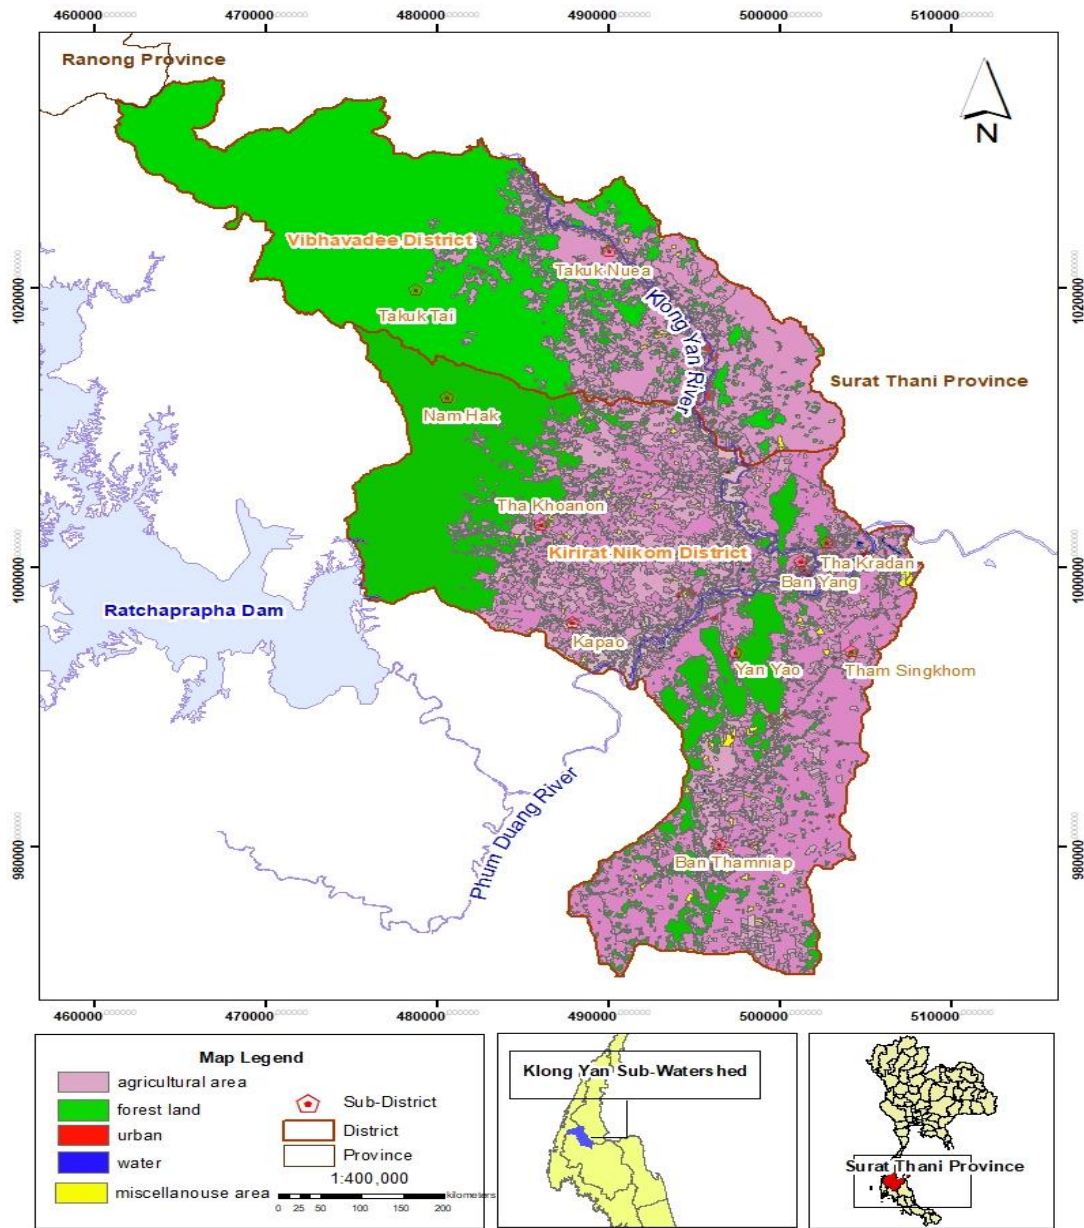 460000 470000 480000 490000 500000 510000
Ranong Province
N
Vibhavadee District
Takuk Nuea
1020000
1020000
Klong Yan River
Takuk Tai
Surat Thani Province
Nam Hak
Tha Khoanon
Kirirat Nikom District
Tha Kradan
1000000
1000000
Ban Yang
Ratchaprapha Dam
Kapao
Yan Yao
Tham Singkhom
Phum Duang River
980000
980000
Ban Thamniap
460000 470000 480000 490000 500000 510000
Map Legend
agricultural area
forest land
urban
water
miscellanouse area
Sub-District
District
Province
1:400,000
kilometers
0 25 50 100 150 200
Klong Yan Sub-Watershed
Surat Thani Province